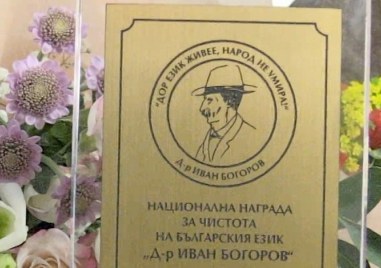 "ДОР ЕЗИК ЖИВЕЕ, НАРОД НЕ УМИРА!"
Д-р ИВАН БОГОРОВ
НАЦИОНАЛНА НАГРАДА
ЗА ЧИСТОТА
НА БЪЛГАРСКИЯ ЕЗИК
„Д-р ИВАН БОГОРОВ"